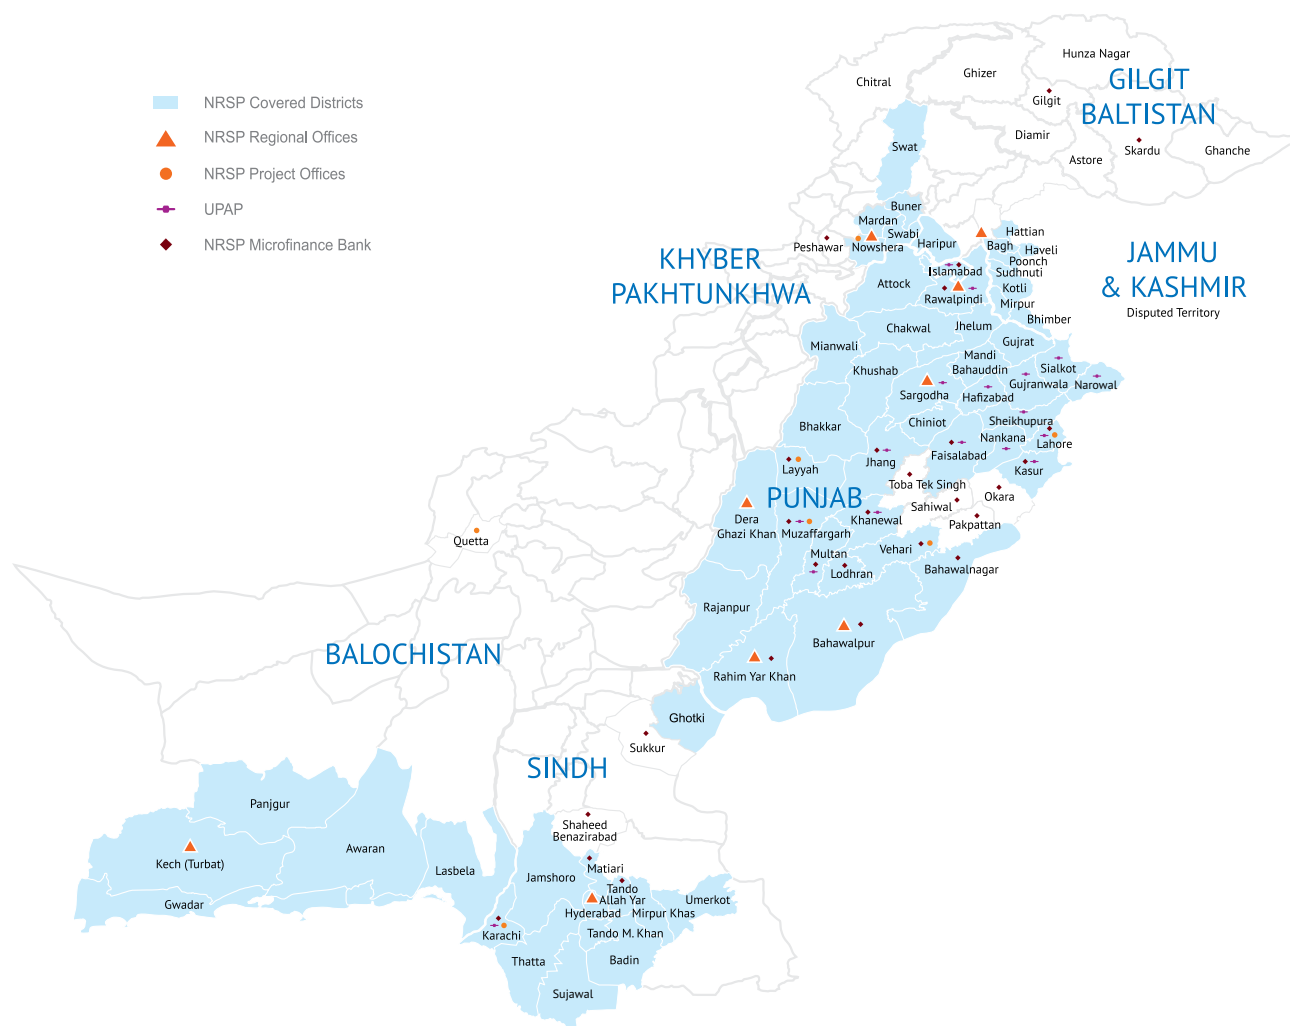 NRSP Covered Districts
NRSP Regional Offices
NRSP Project Offices
UPAP
NRSP Microfinance Bank
Hunza Nagar
Ghizer
Chitral
GILGIT
BALTISTAN
Gilgit
Diamir
Skardu
Ghanche
Astore
Swat
Buner
Mardan
Swabi
Nowshera
Peshawar
Haripur
Hattian
Bagh
Haveli
Poonch
Sudhnuti
Kotli
Mirpur
Bhimber
KHYBER
PAKHTUNKHWA
JAMMU
& KASHMIR
Disputed Territory
Islamabad
Attock
Rawalpindi
Chakwal
Jhelum
Gujrat
Mianwali
Mandi
Bahauddin
Sialkot
Khushab
Gujranwala
Narowal
Sargodha
Hafizabad
Sheikhupura
Chiniot
Bhakkar
Nankana
Lahore
Faisalabad
Jhang
Kasur
Layyah
Toba Tek Singh
PUNJAB
Okara
Sahiwal
Pakpattan
Dera
Ghazi Khan
Muzaffargarh
Khanewal
Quetta
Multan
Vehari
Lodhran
Bahawalnagar
Rajanpur
Bahawalpur
BALOCHISTAN
Rahim Yar Khan
Ghotki
Sukkur
SINDH
Panjgur
Shaheed
Benazirabad
Awaran
Kech (Turbat)
Lasbela
Matiari
Jamshoro
Tando
Allah Yar
Umerkot
Gwadar
Hyderabad
Mirpur Khas
Karachi
Tando M. Khan
Thatta
Badin
Sujawal